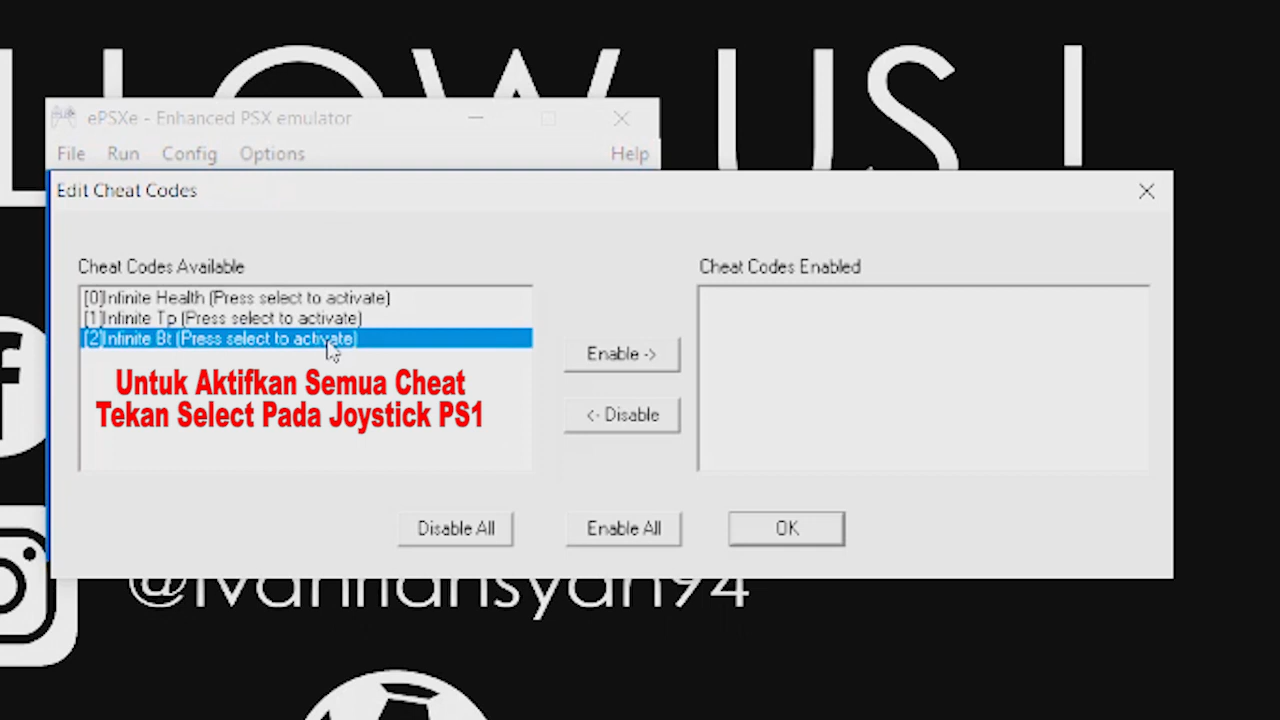 LLOW US !
ePSXe - Enhanced PSX emulator
File Run Config Options Help
Edit Cheat Codes
Cheat Codes Available
Cheat Codes Enabled
[0]Infinite Health (Press select to activate)
[1]Infinite Tp (Press select to activate)
[2]Infinite Bt (Press select to activate)
Untuk Aktifkan Semua Cheat
Tekan Select Pada Joystick PS1
Enable ->
<- Disable
Disable All
Enable All
OK